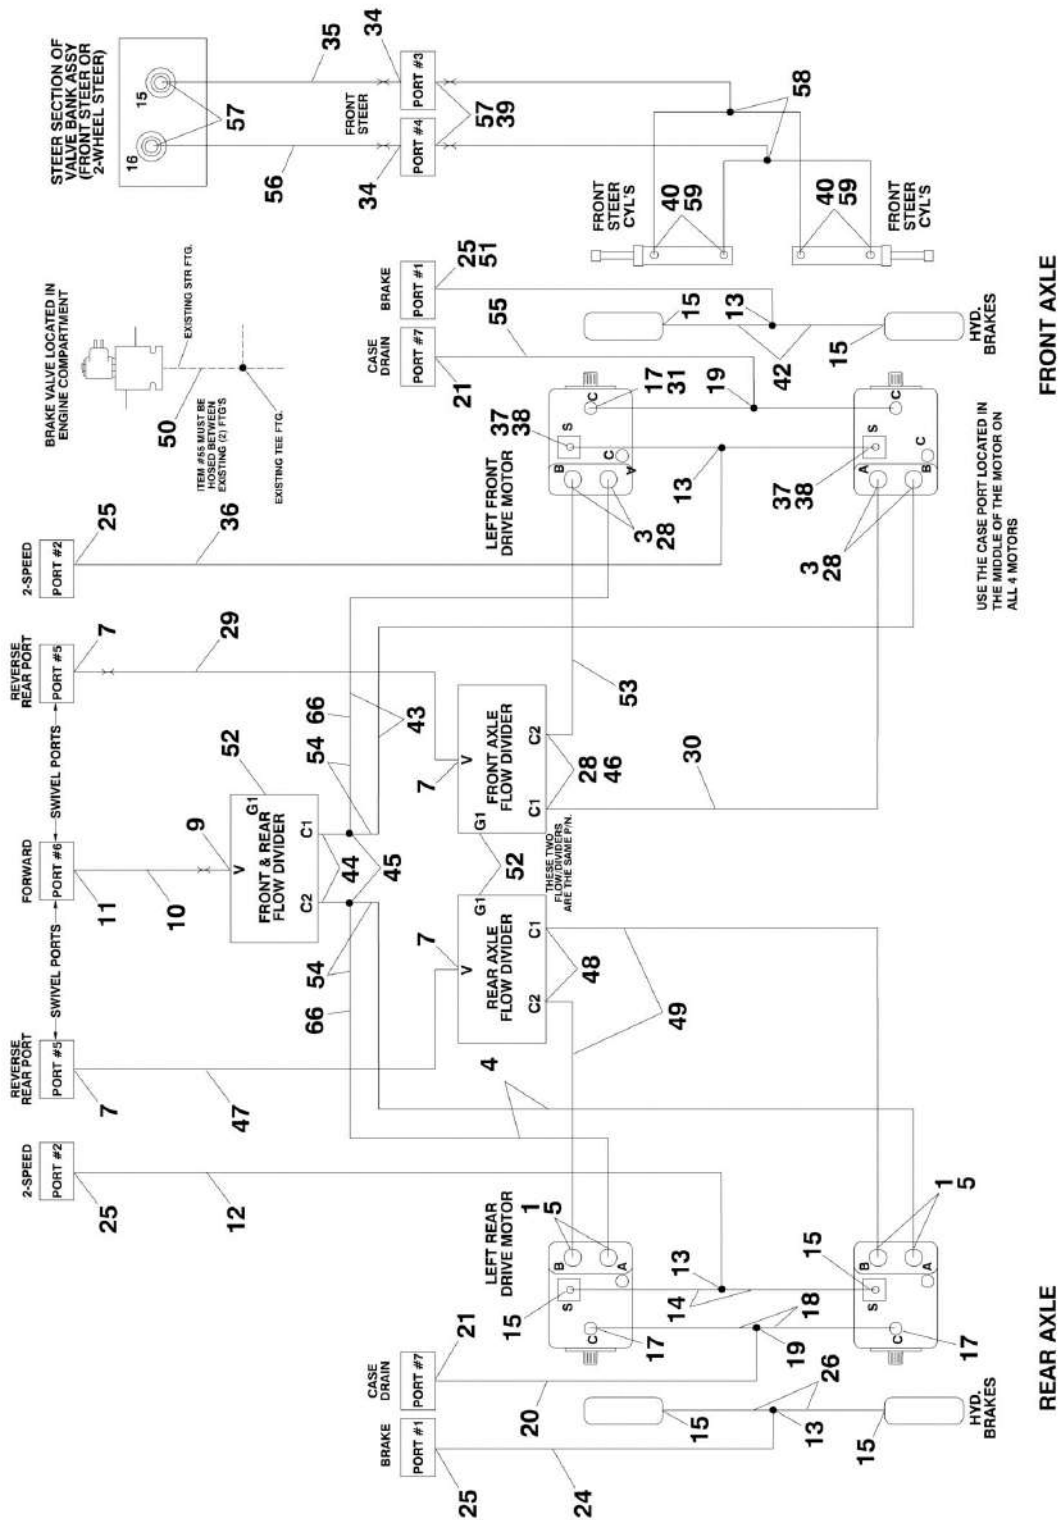 2-SPEED
PORT #2
25
12
REVERSE
REAR PORT
PORT #5
7
47
SWIVEL PORTS
FORWARD
PORT #6
11
10
9
SWIVEL PORTS
REVERSE
REAR PORT
PORT #5
7
29
2-SPEED
PORT #2
25
36
BRAKE VALVE LOCATED IN
ENGINE COMPARTMENT
50
EXISTING STR FTG.
ITEM #55 MUST BE
HOSED BETWEEN
EXISTING (2) FTG'S
EXISTING TEE FTG.
STEER SECTION OF
VALVE BANK ASSY
(FRONT STEER OR
2-WHEEL STEER)
16
15
57
56
35
FRONT
STEER
34
34
PORT #4
PORT #3
57
39
58
V
G1
52
FRONT & REAR
FLOW DIVIDER
C2
C1
44
45
54
54
66
66
43
4
7
V
G1
REAR AXLE
FLOW DIVIDER
C2
C1
48
49
52
THESE TWO
FLOW DIVIDERS
ARE THE SAME P/N.
7
V
G1
FRONT AXLE
FLOW DIVIDER
C1
C2
28
46
53
30
BRAKE
PORT #1
25
24
CASE
DRAIN
PORT #7
21
20
LEFT REAR
DRIVE MOTOR
1
5
B
A
S
C
15
17
13
14
18
19
15
1
5
B
A
S
C
17
15
13
26
15
HYD.
BRAKES
LEFT FRONT
DRIVE MOTOR
37
38
B
A
C
S
C
17
31
3
28
13
19
CASE
DRAIN
PORT #7
21
55
BRAKE
PORT #1
25
51
15
13
42
15
HYD.
BRAKES
37
38
A
B
S
C
C
3
28
FRONT
STEER
CYL'S
40
59
40
59
FRONT
STEER
CYL'S
USE THE CASE PORT LOCATED IN
THE MIDDLE OF THE MOTOR ON
ALL 4 MOTORS
REAR AXLE
FRONT AXLE